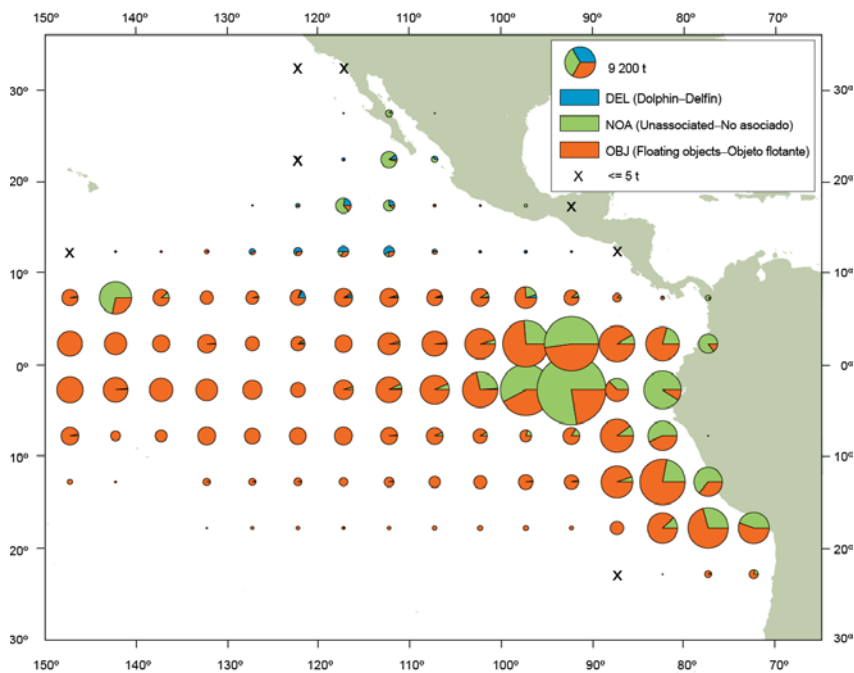 150º 140º 130º 120º 110º 100º 90º 80º 70º
9 200 t
DEL (Dolphin–Delfín)
NOA (Unassociated–No asociado)
OBJ (Floating objects–Objeto flotante)
X <= 5 t
X X
30º 30º
X
20º 20º
X
X X
10º 10º
0º 0º
10º 10º
20º 20º
X
30º 30º
150º 140º 130º 120º 110º 100º 90º 80º 70º